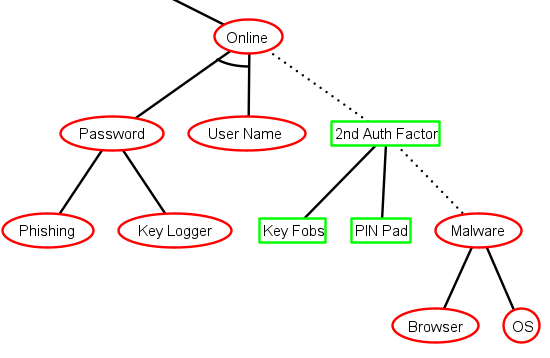 Online
Password
User Name
2nd Auth Factor
Phishing
Key Logger
Key Fobs
PIN Pad
Malware
Browser
OS